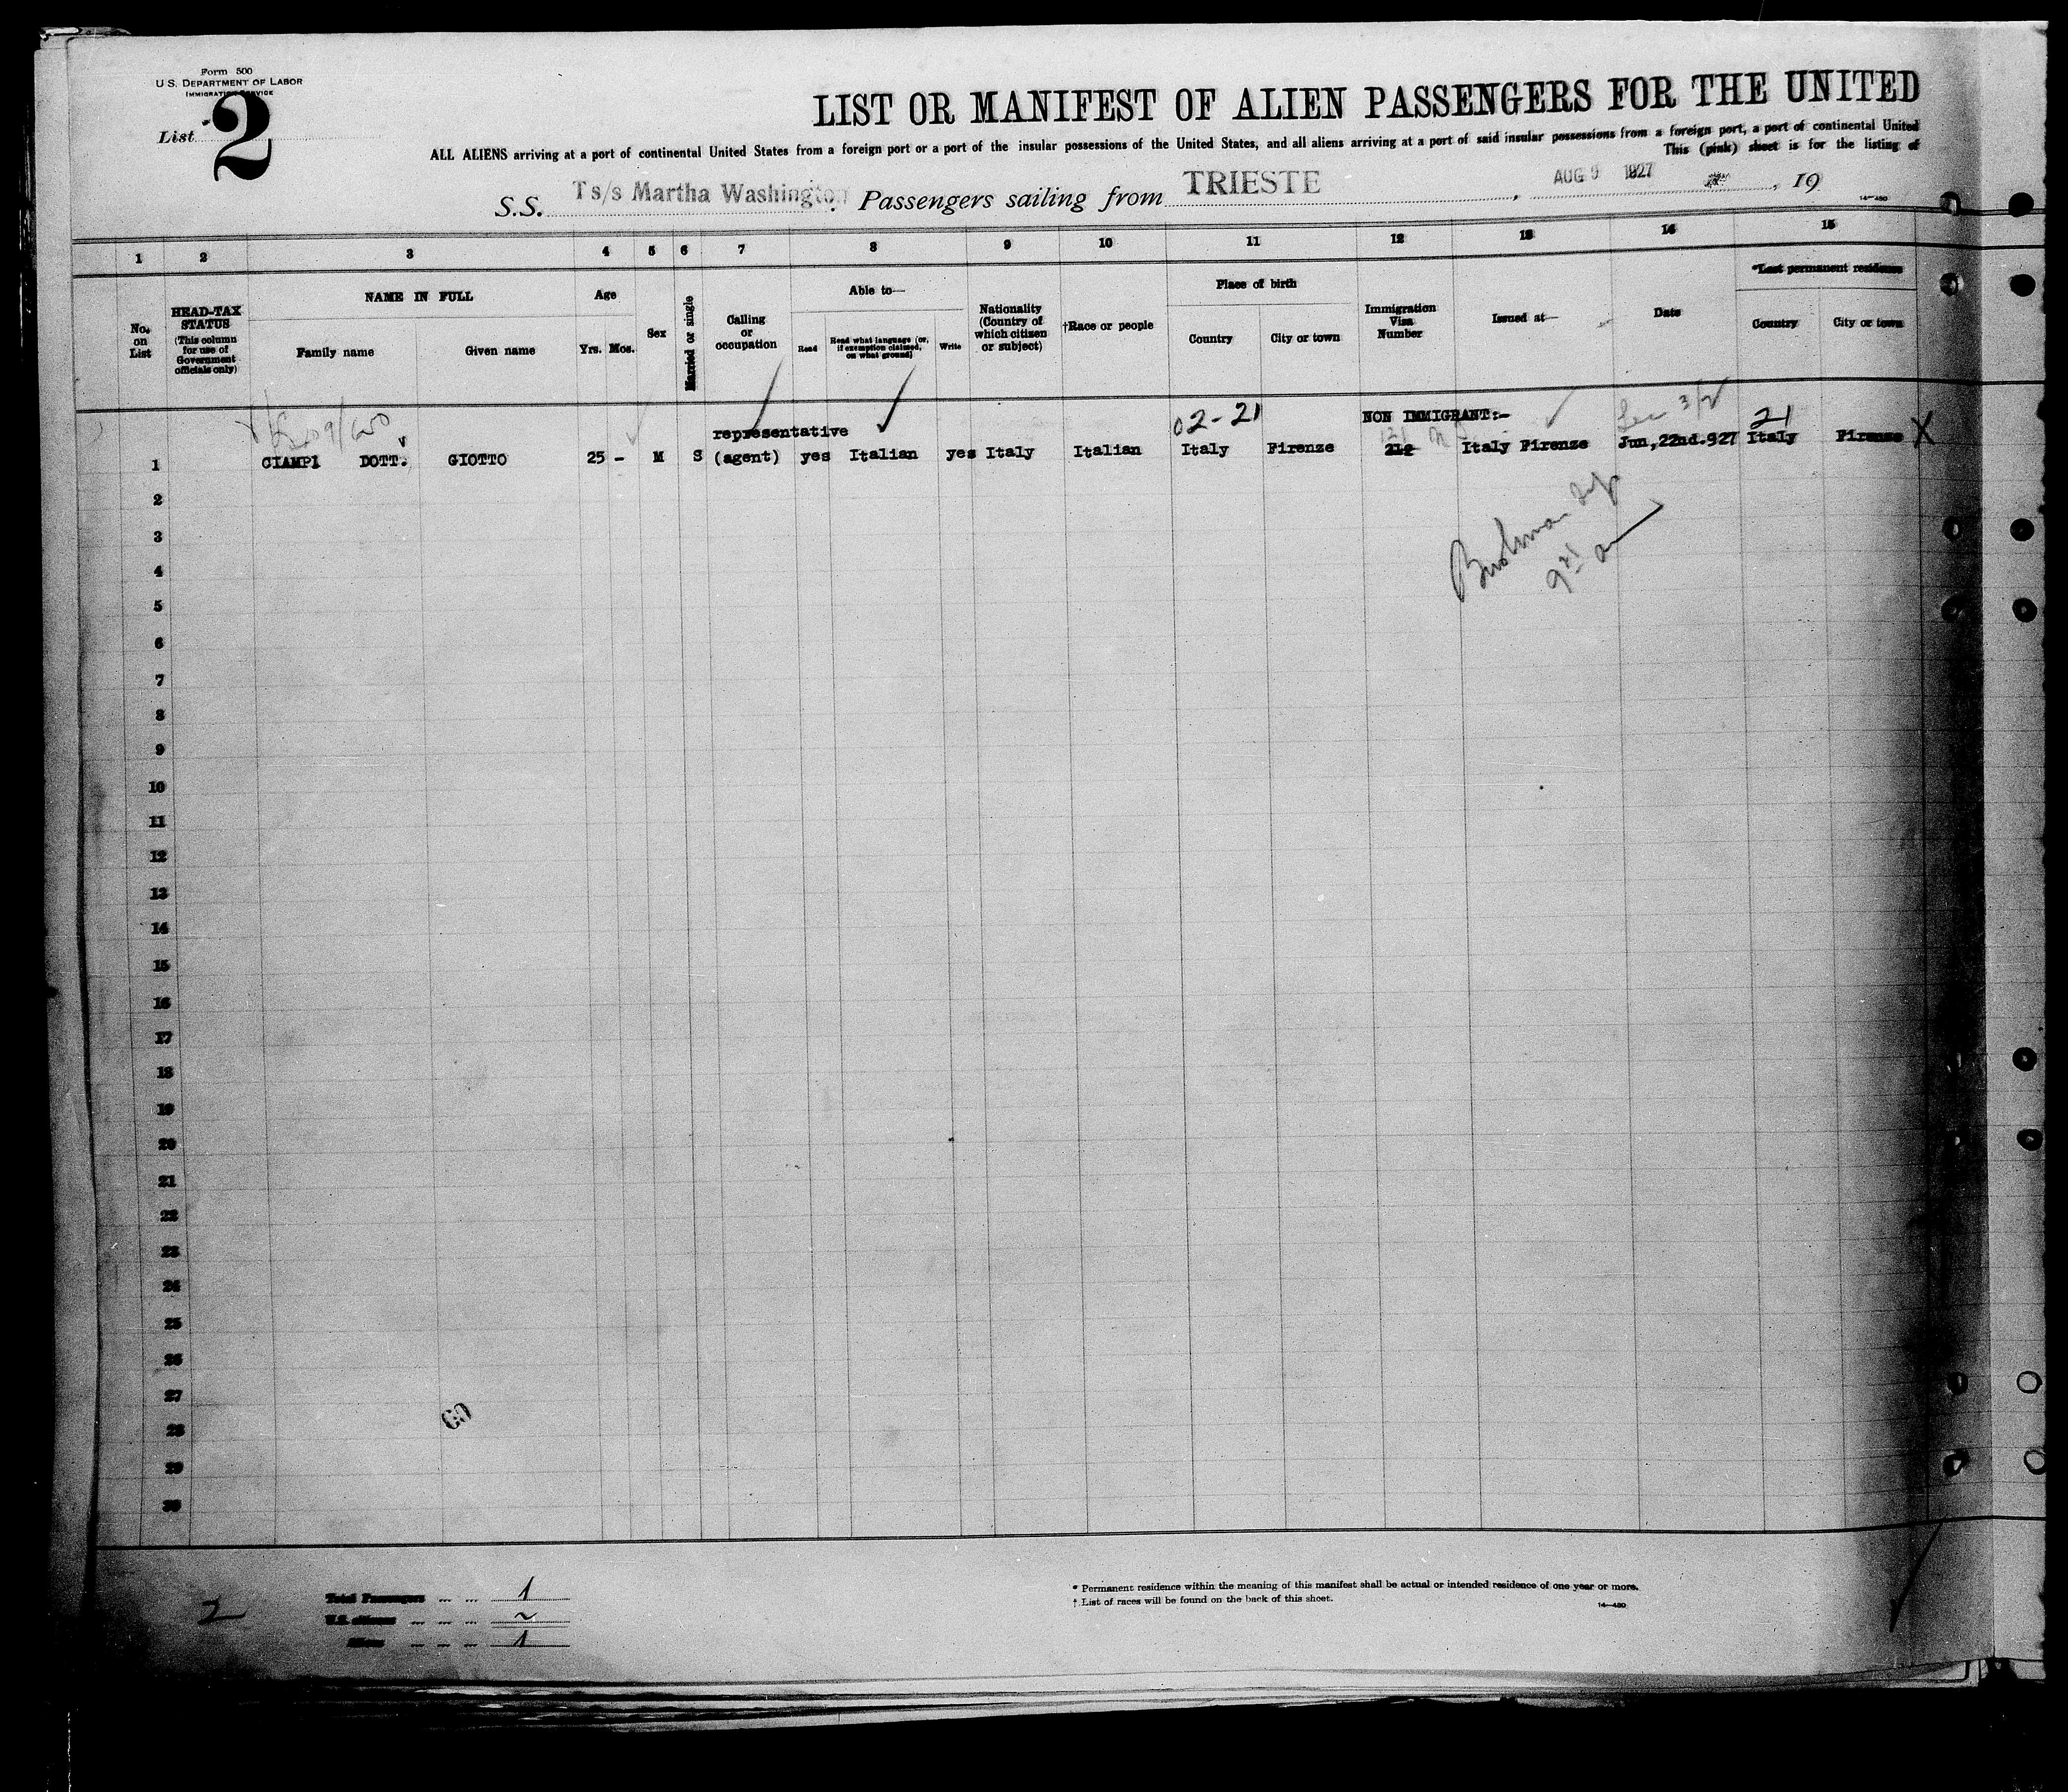 Form 500
U.S. DEPARTMENT OF LABOR
IMMIGRATION SERVICE
List 2
LIST OR MANIFEST OF ALIEN PASSENGERS FOR THE UNITED
ALL ALIENS arriving at a port of continental United States from a foreign port or a port of the insular possessions of the United States, and all aliens arriving at a port of said insular possessions from a foreign port, a port of continental United
This (pink) sheet is for the listing of
S.S. Ts/s Martha Washington. Passengers sailing from TRIESTE, AUG 9 1927, 19
14—480
1 2 3 4 5 6 7 8 9 10 11 12 13 14 15
No. on List
HEAD-TAX STATUS (This column for use of Government officials only)
NAME IN FULL
Family name
Given name
Age
Yrs. Mos.
Sex
Married or single
Calling or occupation
Able to—
Read
Read what language (or, if exemption claimed, on what ground)
Write
Nationality (Country of which citizen or subject)
†Race or people
Place of birth
Country
City or town
Immigration Visa Number
Issued at—
Date
*Last permanent residence
Country
City or town
02-21 NON IMMIGRANT:- 21
representative
1 CIAMPI DOTT. GIOTTO 25 - M S (agent) yes Italian yes Italy Italian Italy Firenze 212 Italy Firenze Jun, 22nd. 927 Italy Firenze X
2
3
4
5
6
7
8
9
10
11
12
13
14
15
16
17
18
19
20
21
22
23
24
25
26
27
28
29
30
2
Total Passengers ... ... 1
U.S. citizens ... ... ... ~
Aliens ... ... ... 1
* Permanent residence within the meaning of this manifest shall be actual or intended residence of one year or more.
† List of races will be found on the back of this sheet.
14—480